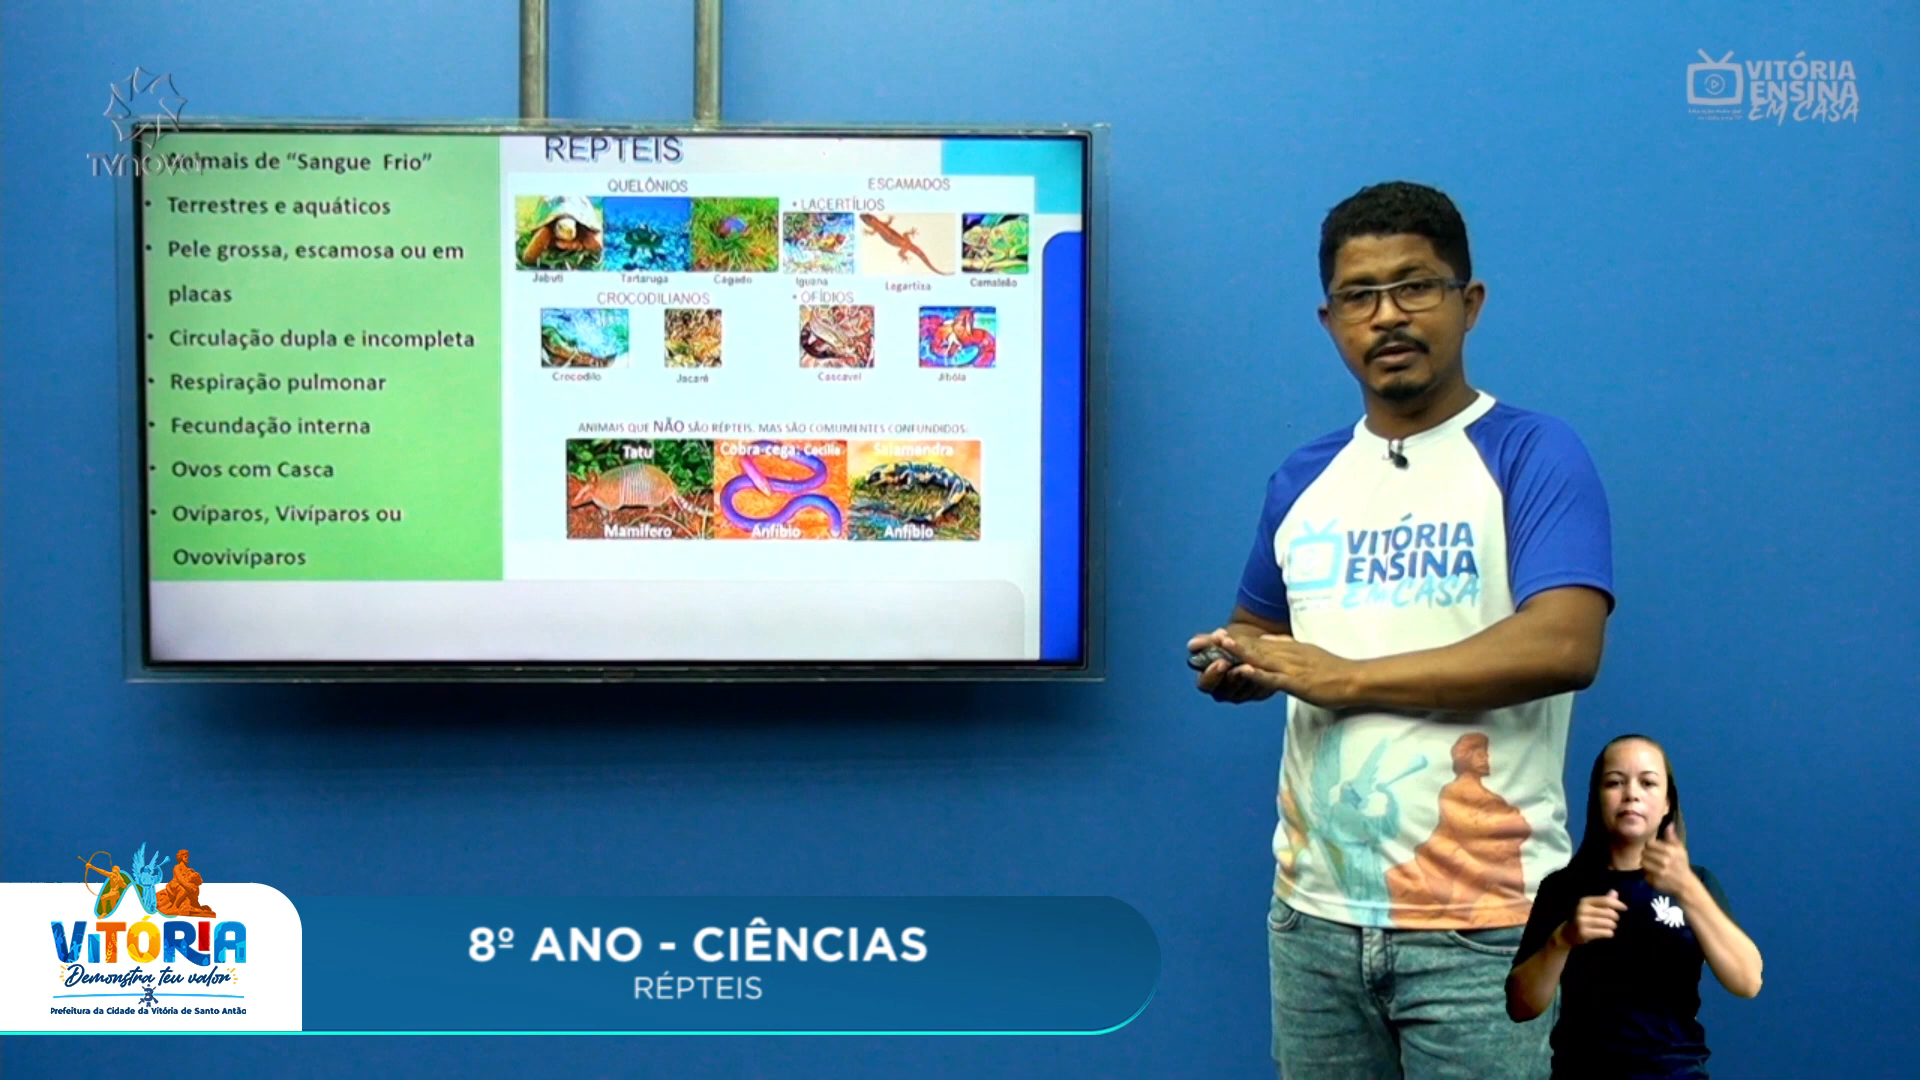 TVnova
VITÓRIA
ENSINA
EM CASA
Animais de “Sangue Frio”
• Terrestres e aquáticos
• Pele grossa, escamosa ou em
placas
• Circulação dupla e incompleta
• Respiração pulmonar
• Fecundação interna
• Ovos com Casca
• Ovíparos, Vivíparos ou
Ovovivíparos
RÉPTEIS
QUELÔNIOS
Jabuti
Tartaruga
Cágado
ESCAMADOS
• LACERTÍLIOS
Iguana
Lagartixa
Camaleão
CROCODILIANOS
Crocodilo
Jacaré
• OFÍDIOS
Cascavel
Jibóia
ANIMAIS QUE NÃO SÃO RÉPTEIS, MAS SÃO COMUMENTES CONFUNDIDOS:
Tatu
Mamífero
Cobra-cega; Cecília
Anfíbio
Salamandra
Anfíbio
VITÓRIA
ENSINA
EM CASA
VITÓRIA
Demonstra teu valor
Prefeitura da Cidade da Vitória de Santo Antão
8º ANO - CIÊNCIAS
RÉPTEIS